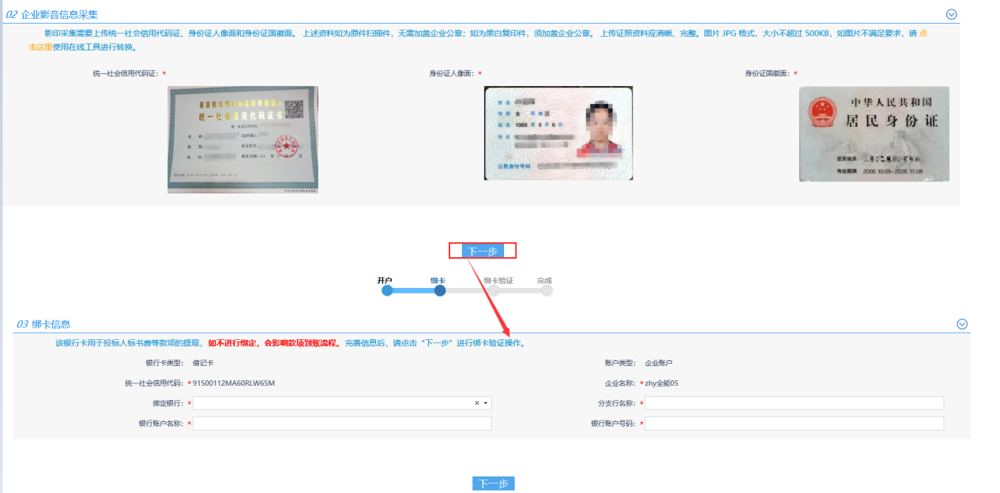 02 企业影音信息采集
影印采集需要上传统一社会信用代码证、身份证人像面和身份证国徽面。 上述资料如为原件扫描件，无需加盖企业公章；如为黑白复印件，须加盖企业公章。 上传证照资料应清晰、完整。图片 JPG 格式，大小不超过 500KB，如图片不满足要求，请 点
击这里使用在线工具进行转换。
统一社会信用代码证： *
身份证人像面： *
身份证国徽面： *
统一社会信用代码证书
姓 名
性 别 女 民 族 汉
出 生 1989 年 9 月 6 日
住 址
公民身份号码
中华人民共和国
居 民 身 份 证
签发机关
有效期限 2005.10.08-2025.10.08
下一步
开户 绑卡 绑卡验证 完成
03 绑卡信息
该银行卡用于投标人标书费等款项的提现，如不进行绑定，会影响款项到账流程。完善信息后，请点击 “下一步” 进行绑卡验证操作。
银行卡类型： 借记卡 账户类型： 企业账户
统一社会信用代码： * 91500112MA60RLW65M 企业名称： * zhy全能05
绑定银行： * 分支行名称： *
银行账户名称： * 银行账户号码： *
下一步